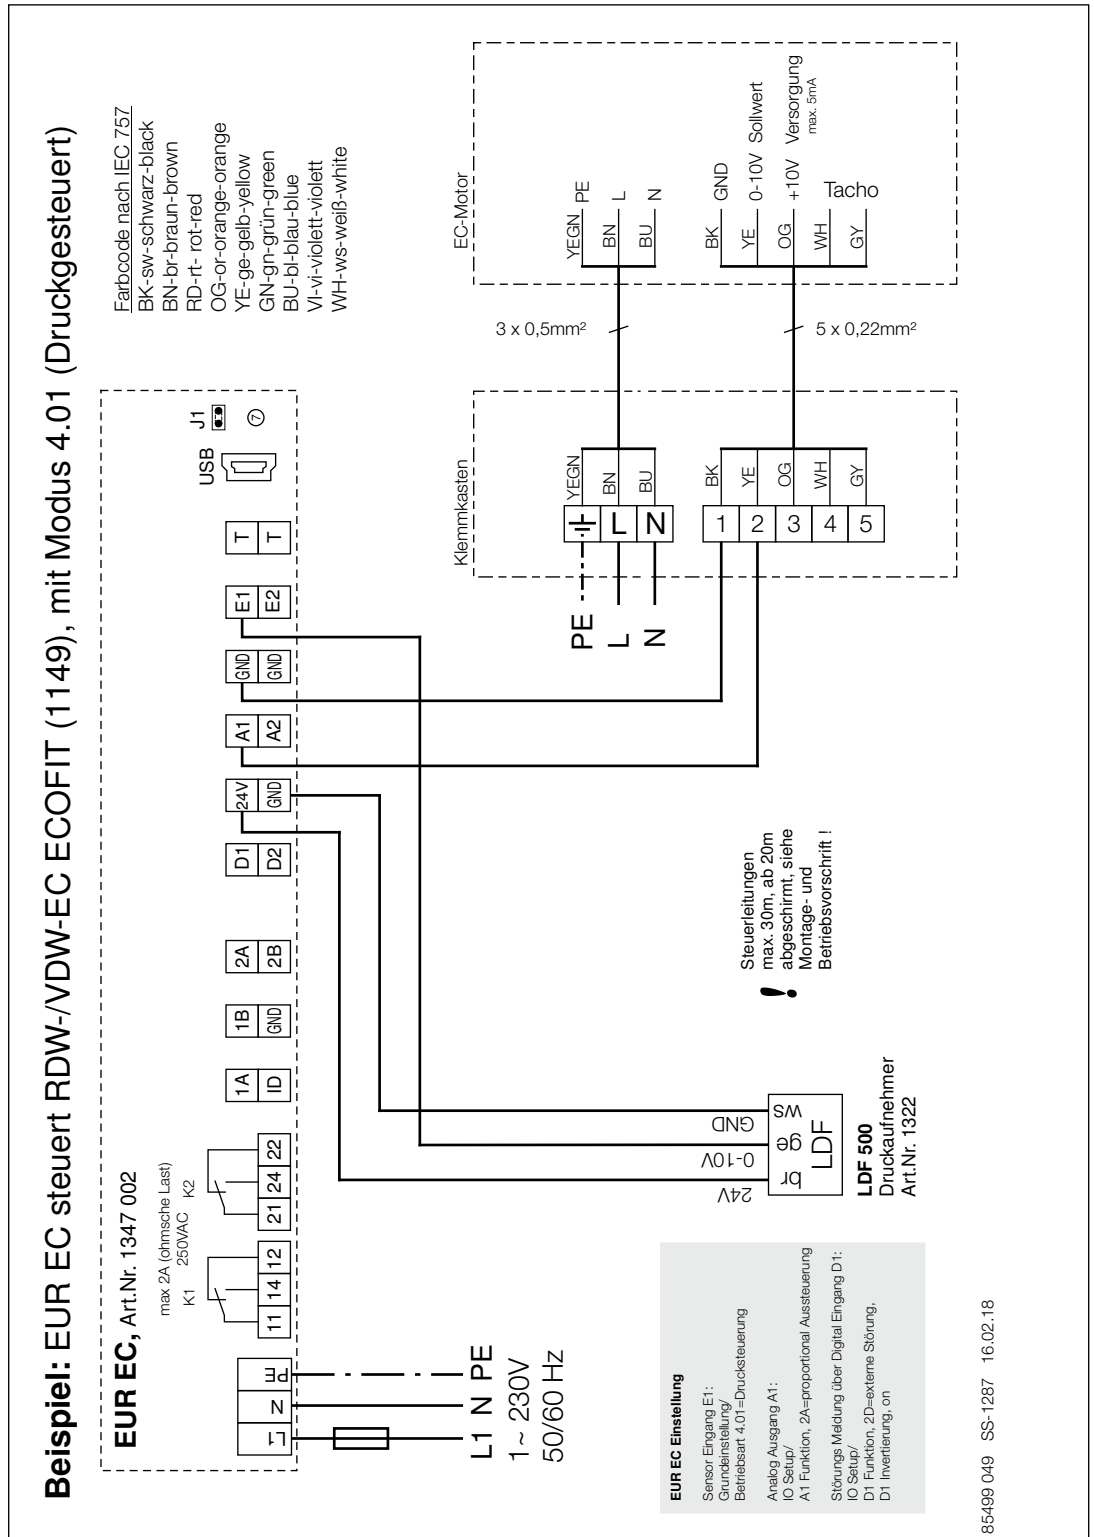 Beispiel: EUR EC steuert RDW-/VDW-EC ECOFIT (1149), mit Modus 4.01 (Druckgesteuert)
EUR EC, Art.Nr. 1347 002
max 2A (ohmsche Last)
K1 250VAC K2
L1 N PE
11 14 12
21 24 22
1A ID
1B GND
2A 2B
D1 D2
24V GND
A1 A2
GND GND
E1 E2
T T
USB
J1
7
L1 N PE
1~ 230V
50/60 Hz
Farbcode nach IEC 757
BK-sw-schwarz-black
BN-br-braun-brown
RD-rt- rot-red
OG-or-orange-orange
YE-ge-gelb-yellow
GN-gn-grün-green
BU-bl-blau-blue
VI-vi-violett-violett
WH-ws-weiß-white
24V 0-10V GND
br ge ws
LDF
LDF 500
Druckaufnehmer
Art.Nr. 1322
! Steuerleitungen
max. 30m, ab 20m
abgeschirmt, siehe
Montage- und
Betriebsvorschrift !
PE
L
N
Klemmkasten
L
N
YEGN
BN
BU
1 BK
2 YE
3 OG
4 WH
5 GY
3 x 0,5mm²
5 x 0,22mm²
EC-Motor
YEGN PE
BN L
BU N
BK GND
YE 0-10V Sollwert
OG +10V Versorgung
max. 5mA
WH
Tacho
GY
EUR EC Einstellung
Sensor Eingang E1:
Grundeinstellung/
Betriebsart 4.01=Drucksteuerung
Analog Ausgang A1:
IO Setup/
A1 Funktion, 2A=proportional Aussteuerung
Störungs Meldung über Digital Eingang D1:
IO Setup/
D1 Funktion, 2D=externe Störung,
D1 Invertierung, on
85499 049 SS-1287 16.02.18